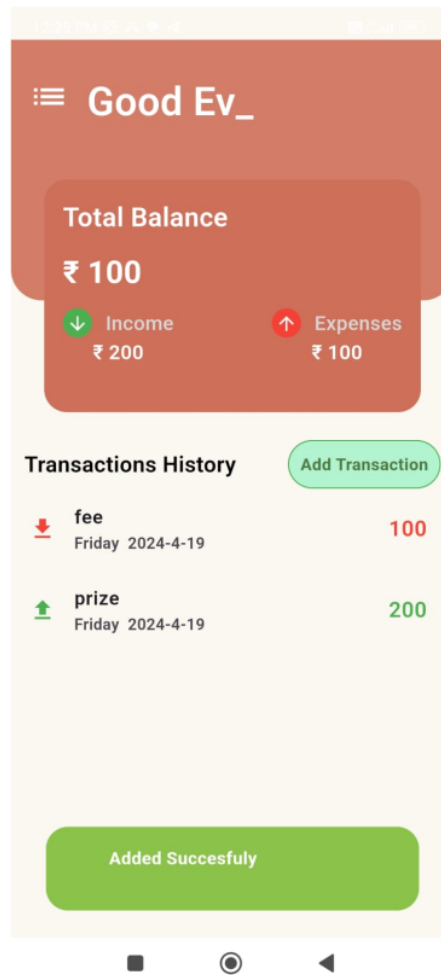 Good Ev_
Total Balance
₹ 100
Income
Expenses
₹ 200
₹ 100
Transactions History
Add Transaction
fee
100
Friday 2024-4-19
prize
200
Friday 2024-4-19
Added Succesfuly